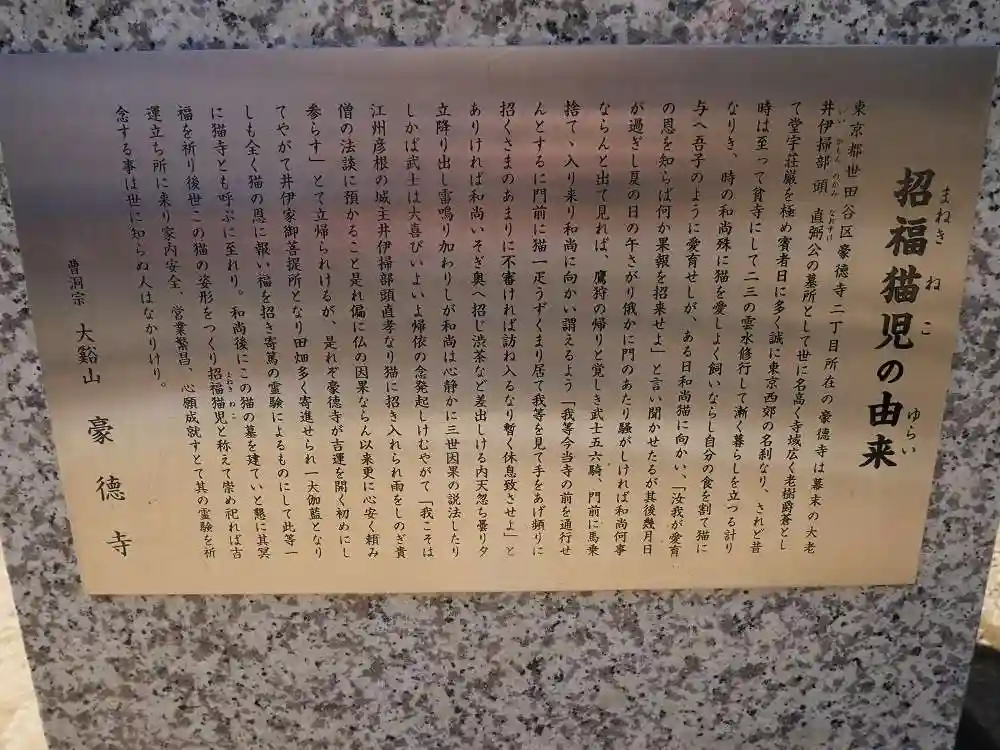 招福猫児の由来
まねき ねこ ゆらい
東京都世田谷区豪徳寺二丁目所在の豪徳寺は幕末の大老
井伊掃部頭直弼公の墓所として世に名高く寺域広く老樹爵蒼とし
いい かもん のかみ なおすけ
て堂宇荘厳を極め賽者日に多く誠に東京西郊の名刹なり、されど昔
時は至って貧寺にして二三の雲水修行して漸く暮らしを立つる計り
なりき、時の和尚殊に猫を愛しよく飼いならし自分の食を割て猫に
与へ吾子のように愛育せしが、ある日和尚猫に向かい、「汝我が愛育
の恩を知らば何か果報を招来せよ」と言い聞かせたるが其後幾月日
が過ぎし夏の日の午さがり俄かに門のあたり騒がしければ和尚何事
ならんと出て見れば、鷹狩の帰りと覚しき武士五六騎、門前に馬乗
捨てゝ入り来り和尚に向かい謂えるよう「我等今当寺の前を通行せ
んとするに門前に猫一疋うずくまり居て我等を見て手をあげ頻りに
招くさまのあまりに不審ければ訪ね入るなり暫く休息致させよ」と
ありければ和尚いそぎ奥へ招じ渋茶など差出しける内天忽ち曇り夕
立降り出し雷鳴り加わりしが和尚は心静かに三世因果の説法したり
しかば武士は大喜びいよいよ帰依の念発起しけむやがて「我こそは
江州彦根の城主井伊掃部頭直孝なり猫に招き入れられ雨をしのぎ貴
僧の法談に預かること是れ偏に仏の因果ならん以来更に心安く頼み
参らす」とて立帰られけるが、是れぞ豪徳寺が吉運を開く初めにし
てやがて井伊家御菩提所となり田畑多く寄進せられ一大伽藍となり
しも全く猫の恩に報い福を招き寄篤の霊験によるものにして此等一
に猫寺とも呼ぶに至れり。和尚後にこの猫の墓を建ていと懇に其冥
福を祈り後世この猫の姿形をつくり招福猫児と称えて崇め祀れば吉
まねき ねこ
運立ち所に来り家内安全 営業繁昌 心願成就すとて其の霊験を祈
念する事は世に知らぬ人はなかりけり。
曹洞宗 大谿山 豪徳寺